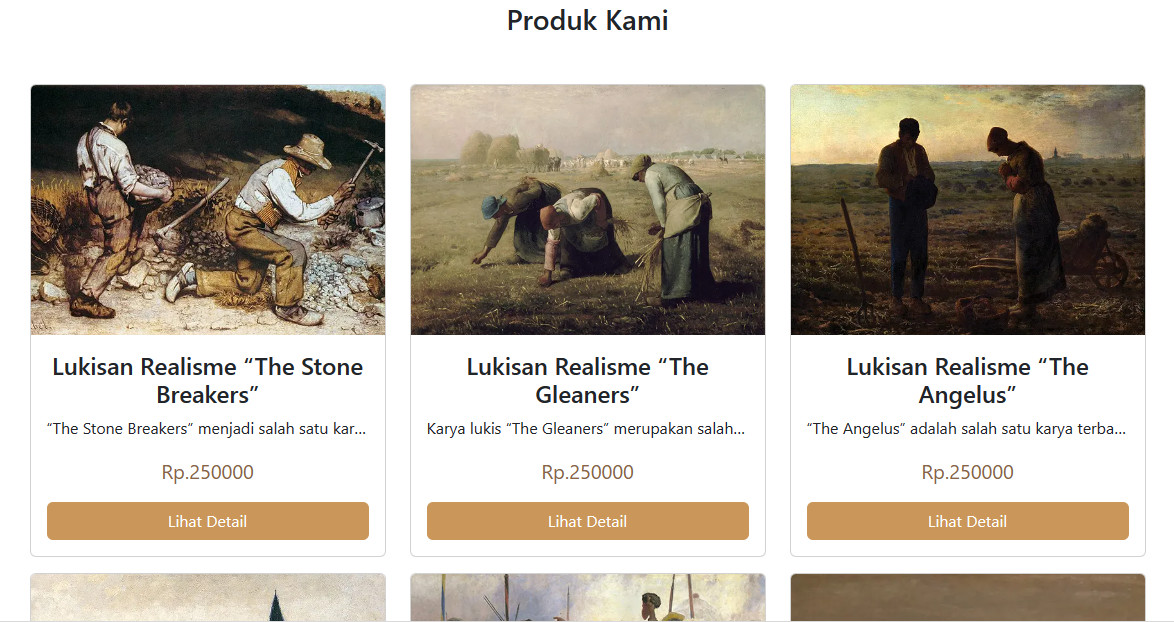 Produk Kami
Lukisan Realisme “The Stone
Breakers”
“The Stone Breakers” menjadi salah satu kar...
Rp.250000
Lihat Detail
Lukisan Realisme “The
Gleaners”
Karya lukis “The Gleaners” merupakan salah...
Rp.250000
Lihat Detail
Lukisan Realisme “The
Angelus”
“The Angelus” adalah salah satu karya terba...
Rp.250000
Lihat Detail